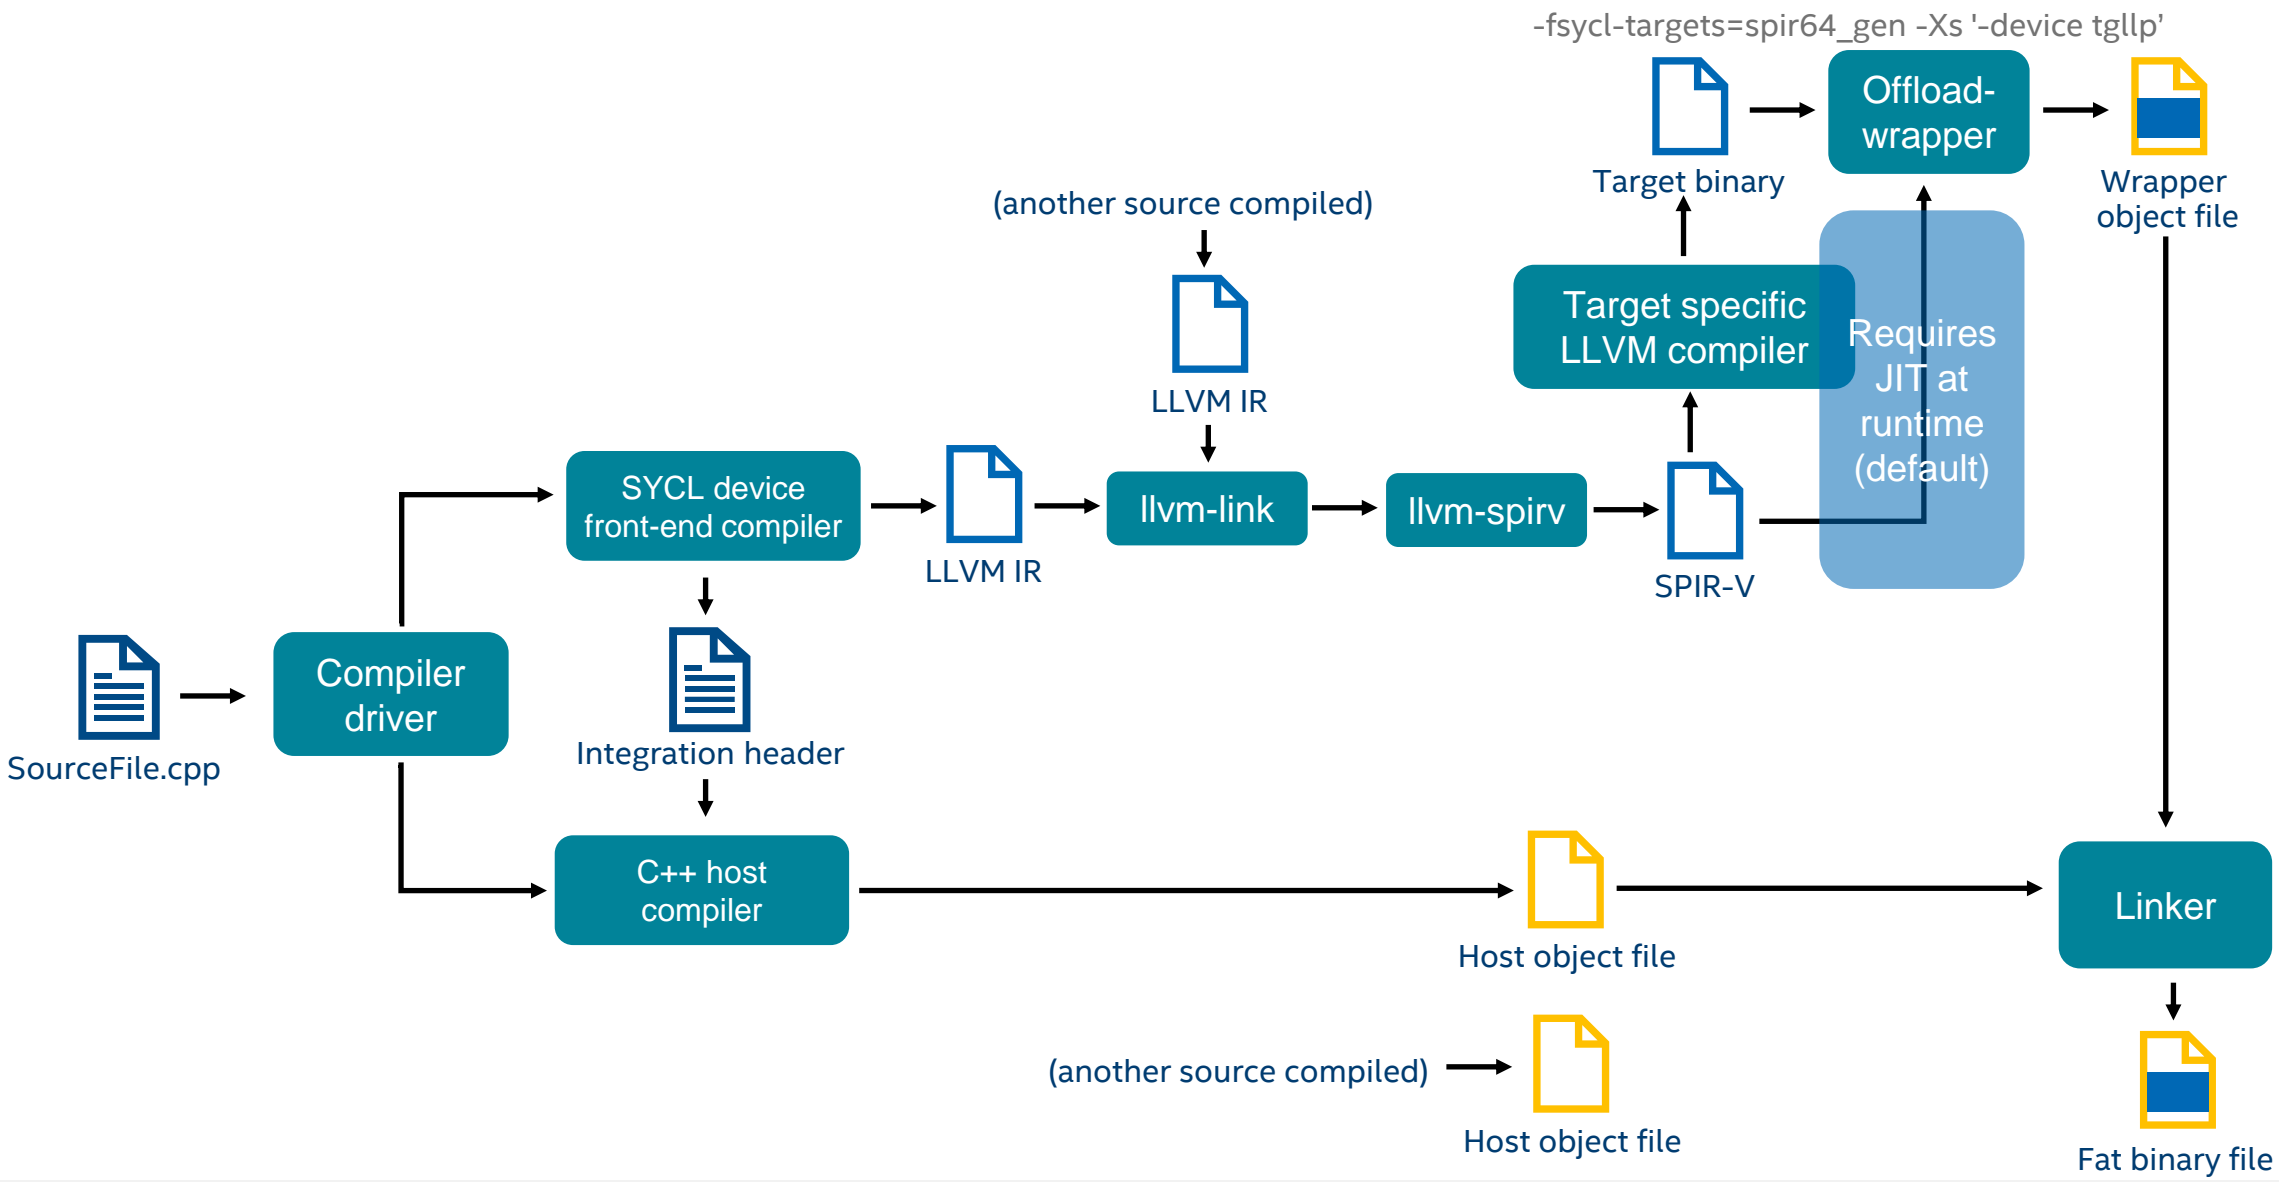 -fsycl-targets=spir64_gen -Xs '-device tgllp’
Offload-
wrapper
Target binary
Wrapper
object file
(another source compiled)
Target specific
LLVM compiler
Requires
JIT at
runtime
(default)
LLVM IR
SYCL device
front-end compiler
LLVM IR
llvm-link
llvm-spirv
SPIR-V
SourceFile.cpp
Compiler
driver
Integration header
C++ host
compiler
Host object file
Linker
(another source compiled)
Host object file
Fat binary file